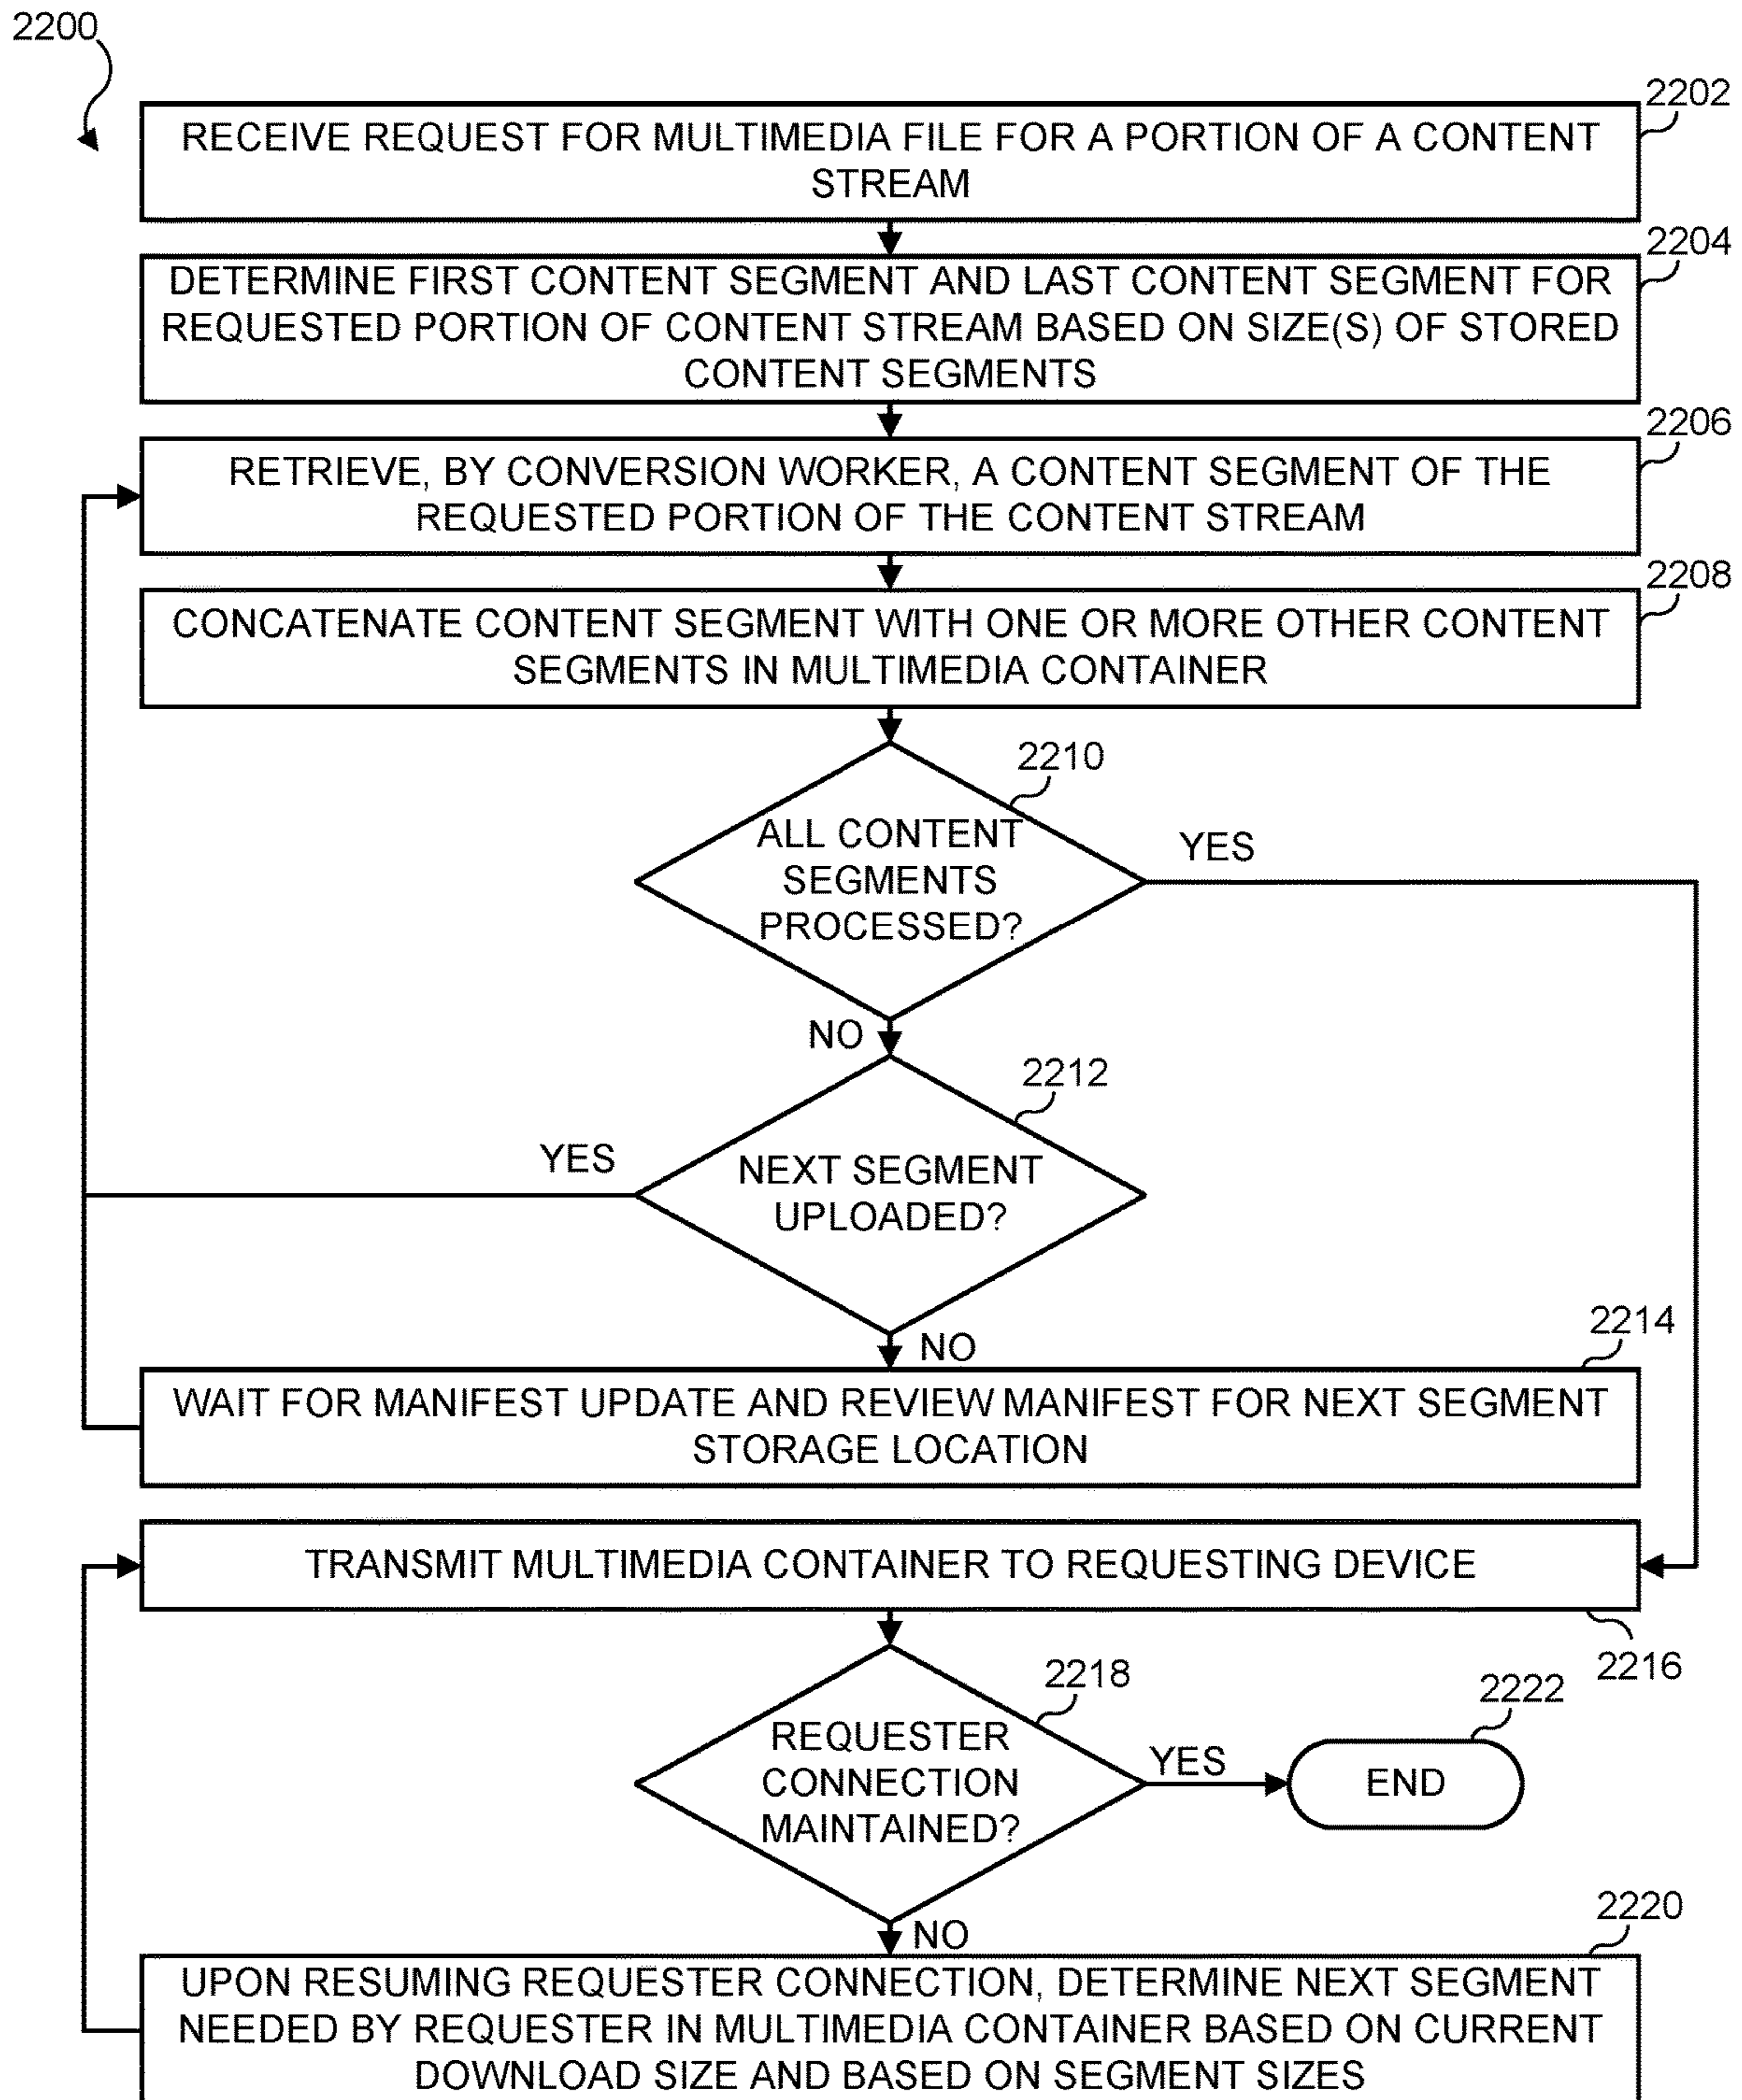 2200
2202
RECEIVE REQUEST FOR MULTIMEDIA FILE FOR A PORTION OF A CONTENT
STREAM
2204
DETERMINE FIRST CONTENT SEGMENT AND LAST CONTENT SEGMENT FOR
REQUESTED PORTION OF CONTENT STREAM BASED ON SIZE(S) OF STORED
CONTENT SEGMENTS
2206
RETRIEVE, BY CONVERSION WORKER, A CONTENT SEGMENT OF THE
REQUESTED PORTION OF THE CONTENT STREAM
2208
CONCATENATE CONTENT SEGMENT WITH ONE OR MORE OTHER CONTENT
SEGMENTS IN MULTIMEDIA CONTAINER
2210
ALL CONTENT
SEGMENTS
PROCESSED?
YES
NO
2212
NEXT SEGMENT
UPLOADED?
YES
NO
2214
WAIT FOR MANIFEST UPDATE AND REVIEW MANIFEST FOR NEXT SEGMENT
STORAGE LOCATION
TRANSMIT MULTIMEDIA CONTAINER TO REQUESTING DEVICE
2216
2218
REQUESTER
CONNECTION
MAINTAINED?
YES
2222
END
NO
2220
UPON RESUMING REQUESTER CONNECTION, DETERMINE NEXT SEGMENT
NEEDED BY REQUESTER IN MULTIMEDIA CONTAINER BASED ON CURRENT
DOWNLOAD SIZE AND BASED ON SEGMENT SIZES